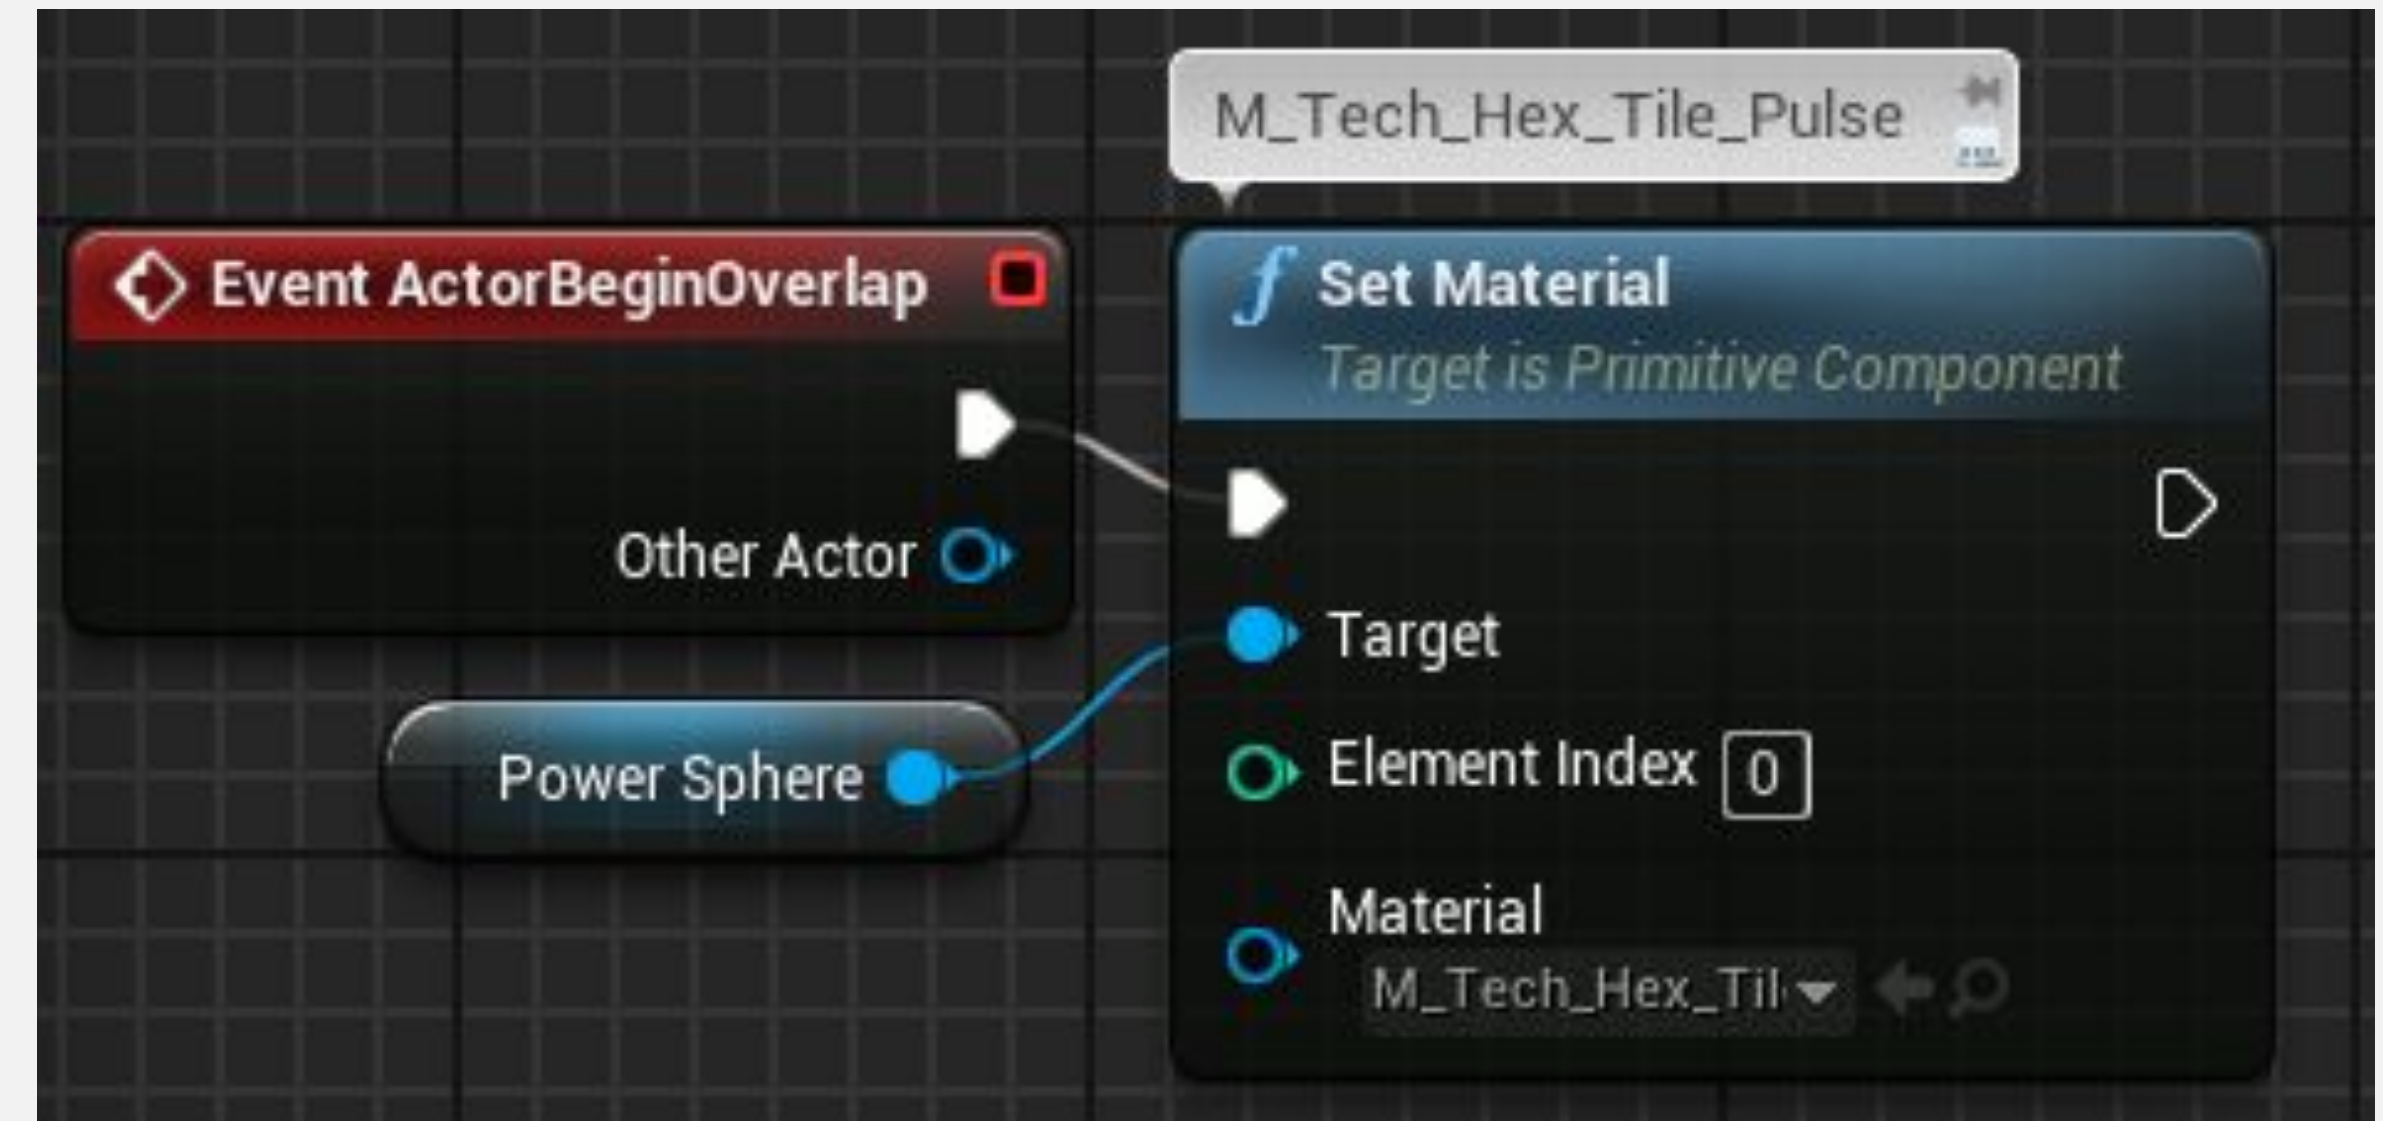 M_Tech_Hex_Tile_Pulse
Event ActorBeginOverlap
Other Actor
Power Sphere
Set Material
Target is Primitive Component
Target
Element Index 0
Material
M_Tech_Hex_Til